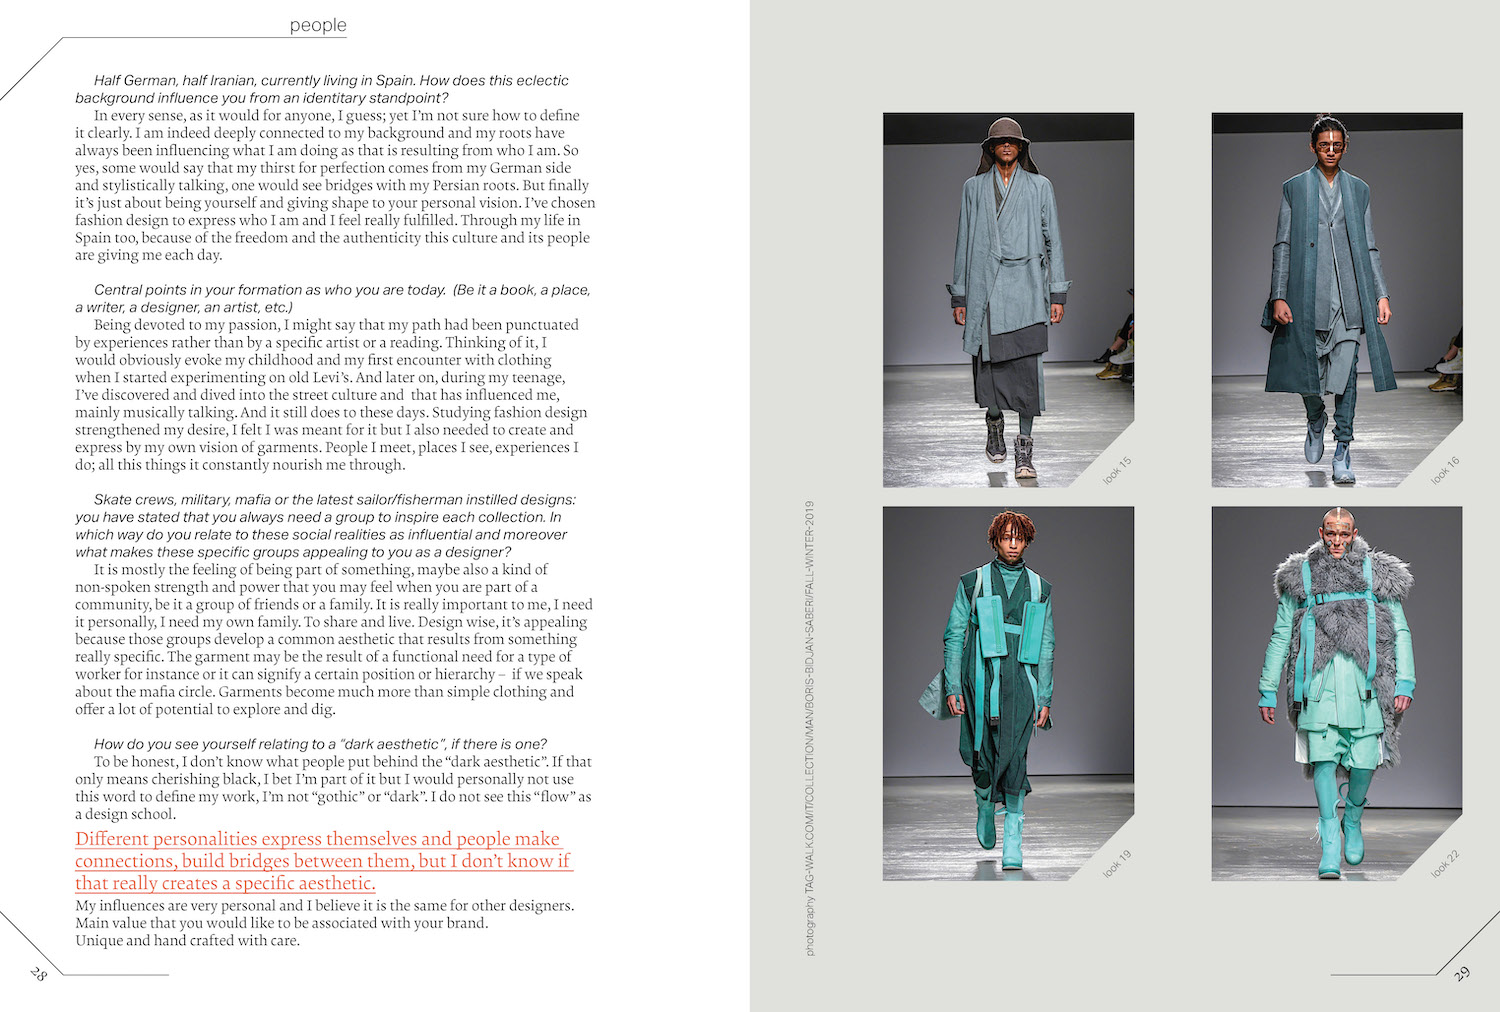 people
Half German, half Iranian, currently living in Spain. How does this eclectic
background influence you from an identitary standpoint?
In every sense, as it would for anyone, I guess; yet I’m not sure how to define
it clearly. I am indeed deeply connected to my background and my roots have
always been influencing what I am doing as that is resulting from who I am. So
yes, some would say that my thirst for perfection comes from my German side
and stylistically talking, one would see bridges with my Persian roots. But finally
it’s just about being yourself and giving shape to your personal vision. I’ve chosen
fashion design to express who I am and I feel really fulfilled. Through my life in
Spain too, because of the freedom and the authenticity this culture and its people
are giving me each day.
Central points in your formation as who you are today. (Be it a book, a place,
a writer, a designer, an artist, etc.)
Being devoted to my passion, I might say that my path had been punctuated
by experiences rather than by a specific artist or a reading. Thinking of it, I
would obviously evoke my childhood and my first encounter with clothing
when I started experimenting on old Levi’s. And later on, during my teenage,
I’ve discovered and dived into the street culture and that has influenced me,
mainly musically talking. And it still does to these days. Studying fashion design
strengthened my desire, I felt I was meant for it but I also needed to create and
express by my own vision of garments. People I meet, places I see, experiences I
do; all this things it constantly nourish me through.
Skate crews, military, mafia or the latest sailor/fisherman instilled designs:
you have stated that you always need a group to inspire each collection. In
which way do you relate to these social realities as influential and moreover
what makes these specific groups appealing to you as a designer?
It is mostly the feeling of being part of something, maybe also a kind of
non-spoken strength and power that you may feel when you are part of a
community, be it a group of friends or a family. It is really important to me, I need
it personally, I need my own family. To share and live. Design wise, it’s appealing
because those groups develop a common aesthetic that results from something
really specific. The garment may be the result of a functional need for a type of
worker for instance or it can signify a certain position or hierarchy – if we speak
about the mafia circle. Garments become much more than simple clothing and
offer a lot of potential to explore and dig.
How do you see yourself relating to a “dark aesthetic”, if there is one?
To be honest, I don’t know what people put behind the “dark aesthetic”. If that
only means cherishing black, I bet I’m part of it but I would personally not use
this word to define my work, I’m not “gothic” or “dark”. I do not see this “flow” as
a design school.
Different personalities express themselves and people make
connections, build bridges between them, but I don’t know if
that really creates a specific aesthetic.
My influences are very personal and I believe it is the same for other designers.
Main value that you would like to be associated with your brand.
Unique and hand crafted with care.
28
photography TAG-WALK.COM/IT/COLLECTION/MAN/BORIS-BIDJAN-SABERI/FALL-WINTER-2019
look 15
look 16
look 19
look 22
29